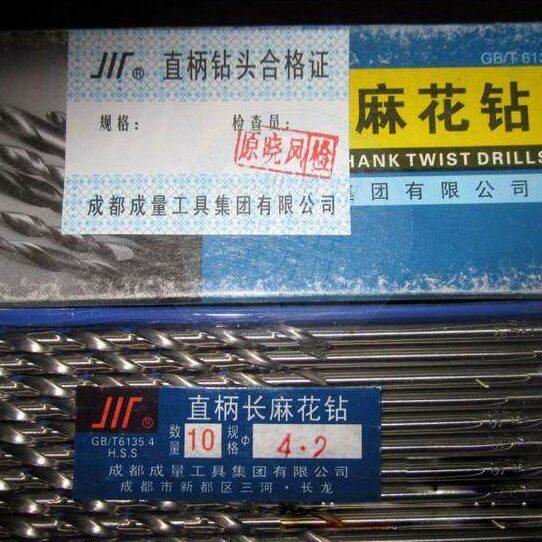 JIT® 直柄钻头合格证
规格：
检查员：
原晓凤 检
成都成量工具集团有限公司
GB/T 6135
麻花钻
HANK TWIST DRILLS
集团有限公司
JIT®
GB/T6135.4
H.S.S
直柄长麻花钻
数量 10 规格 Φ 4.2
成都成量工具集团有限公司
成都市新都区三河·长龙